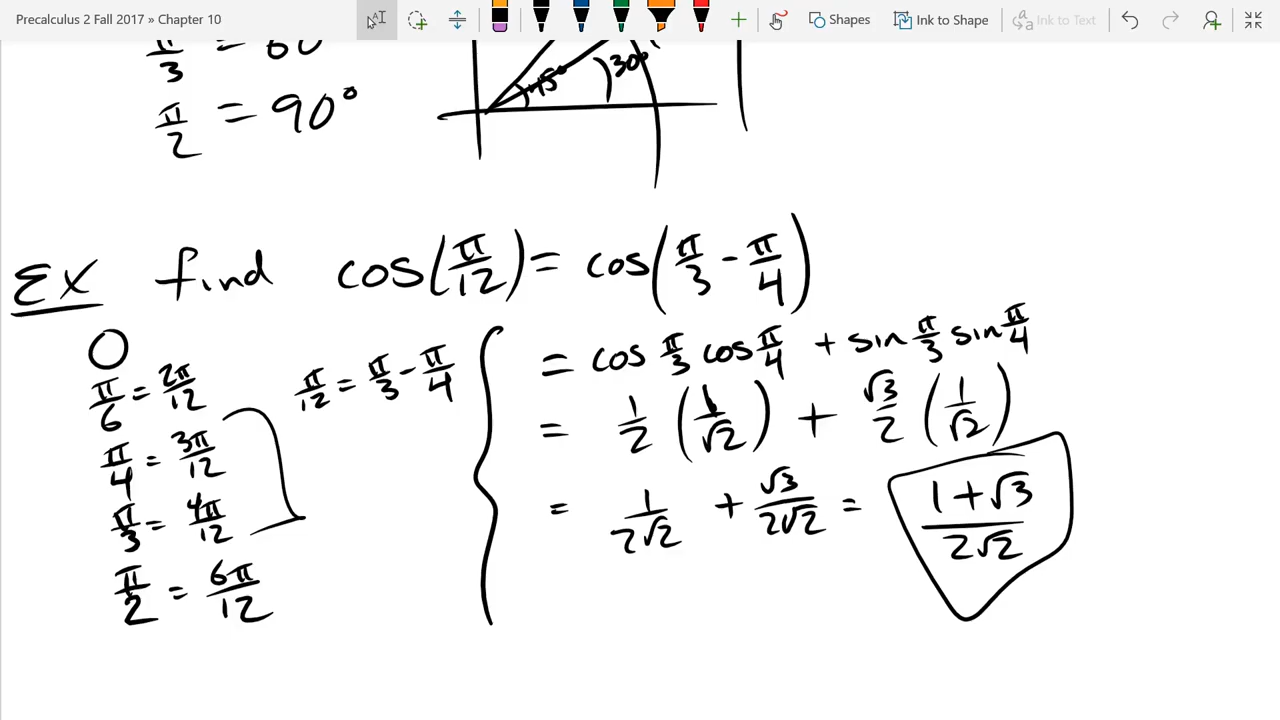 Precalculus 2 Fall 2017 » Chapter 10
Shapes
Ink to Shape
Ink to Text
π/3 = 60
π/2 = 90°
45°
30°
Ex find cos(π/12) = cos(π/3 - π/4)
0
π/6 = 2π/12
π/4 = 3π/12
π/3 = 4π/12
π/2 = 6π/12
π/12 = π/3 - π/4
= cos π/3 cos π/4 + sin π/3 sin π/4
= 1/2 (1/√2) + √3/2 (1/√2)
= 1/2√2 + √3/2√2 = 1+√3/2√2